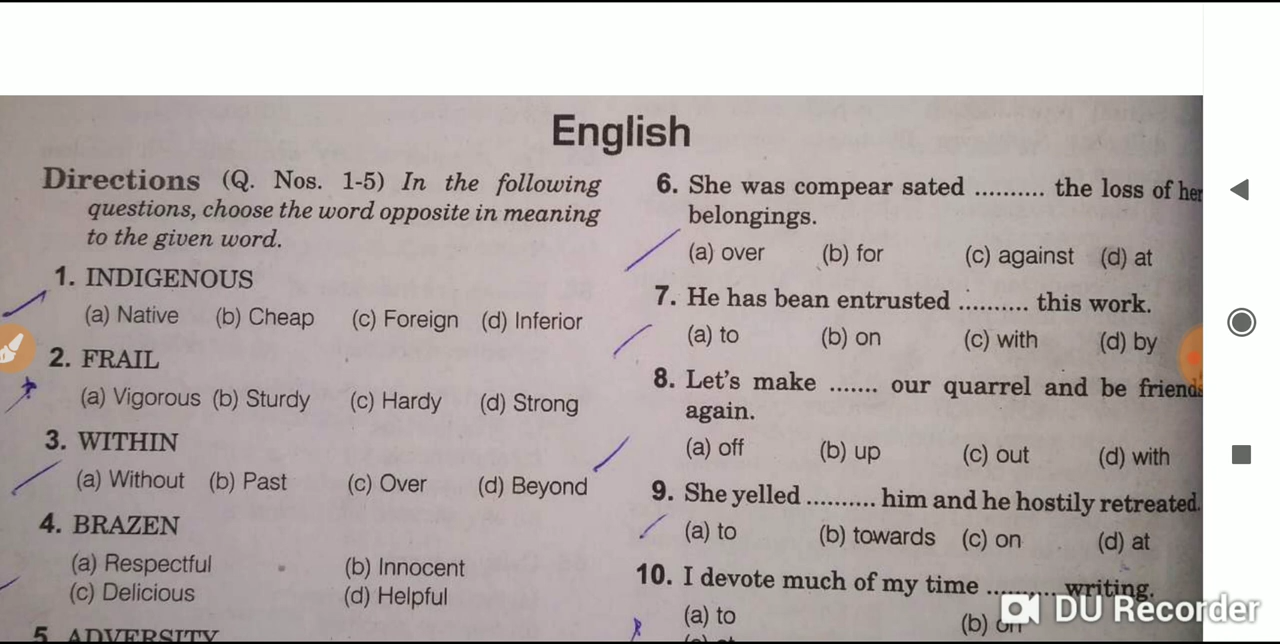 English
Directions (Q. Nos. 1-5) In the following
questions, choose the word opposite in meaning
to the given word.
1. INDIGENOUS
(a) Native (b) Cheap (c) Foreign (d) Inferior
2. FRAIL
(a) Vigorous (b) Sturdy (c) Hardy (d) Strong
3. WITHIN
(a) Without (b) Past (c) Over (d) Beyond
4. BRAZEN
(a) Respectful (b) Innocent
(c) Delicious (d) Helpful
5 ADVERSITY
6. She was compear sated .......... the loss of her
belongings.
(a) over (b) for (c) against (d) at
7. He has bean entrusted .......... this work.
(a) to (b) on (c) with (d) by
8. Let's make ....... our quarrel and be friends
again.
(a) off (b) up (c) out (d) with
9. She yelled .......... him and he hostily retreated.
(a) to (b) towards (c) on (d) at
10. I devote much of my time .......... writing.
(a) to (b) on
DU Recorder